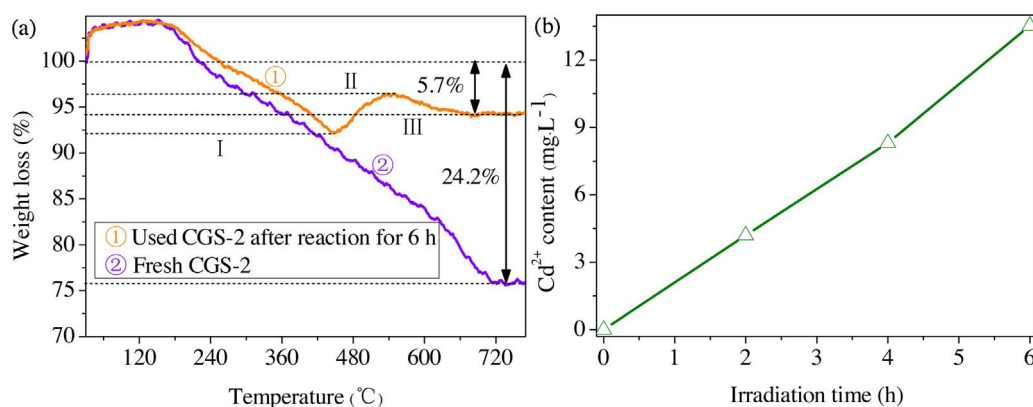 (a)
100
95
90
85
80
75
70
Weight loss (%)
①
②
I
II
III
5.7%
24.2%
① Used CGS-2 after reaction for 6 h
② Fresh CGS-2
120 240 360 480 600 720
Temperature (℃)
(b)
12
9
6
3
0
Cd²⁺ content (mg.L⁻¹)
0 1 2 3 4 5 6
Irradiation time (h)